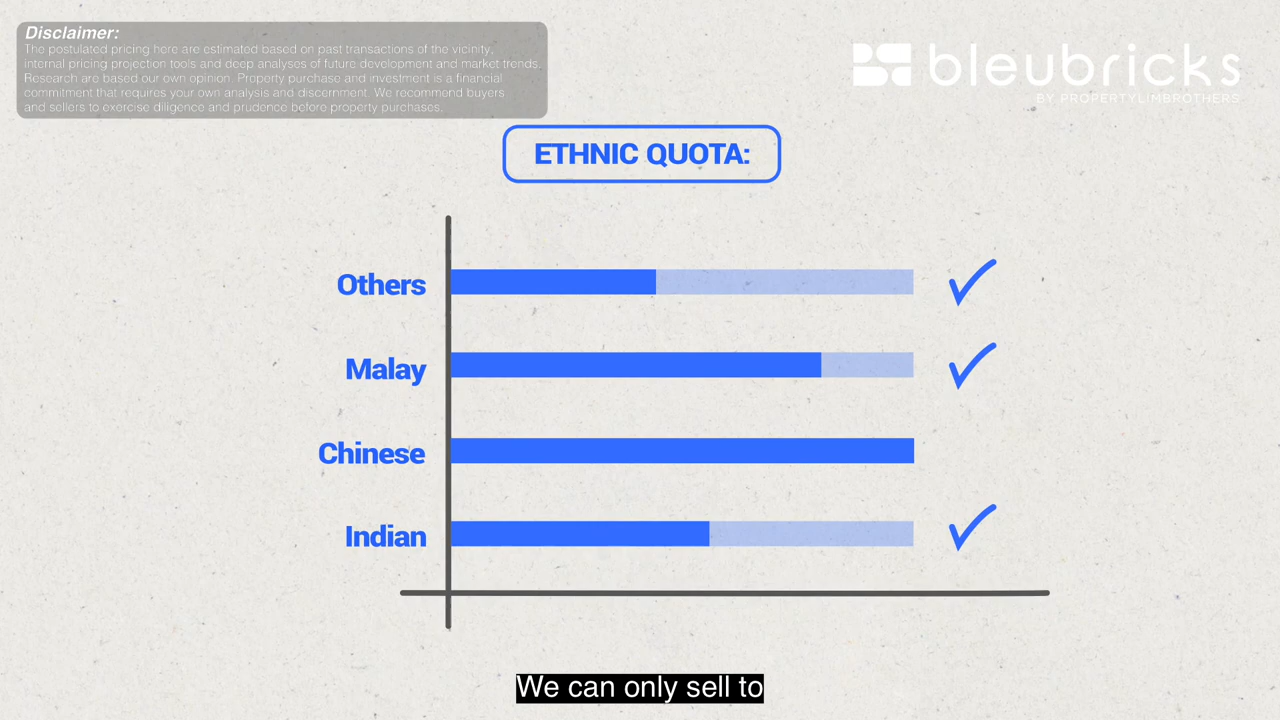 Disclaimer:
The postulated pricing here are estimated based on past transactions of the vicinity,
internal pricing projection tools and deep analyses of future development and market trends.
Research are based our own opinion. Property purchase and investment is a financial
commitment that requires your own analysis and discernment. We recommend buyers
and sellers to exercise diligence and prudence before property purchases.
bleubricks
BY PROPERTYLIMBROTHERS
ETHNIC QUOTA:
Others
Malay
Chinese
Indian
We can only sell to